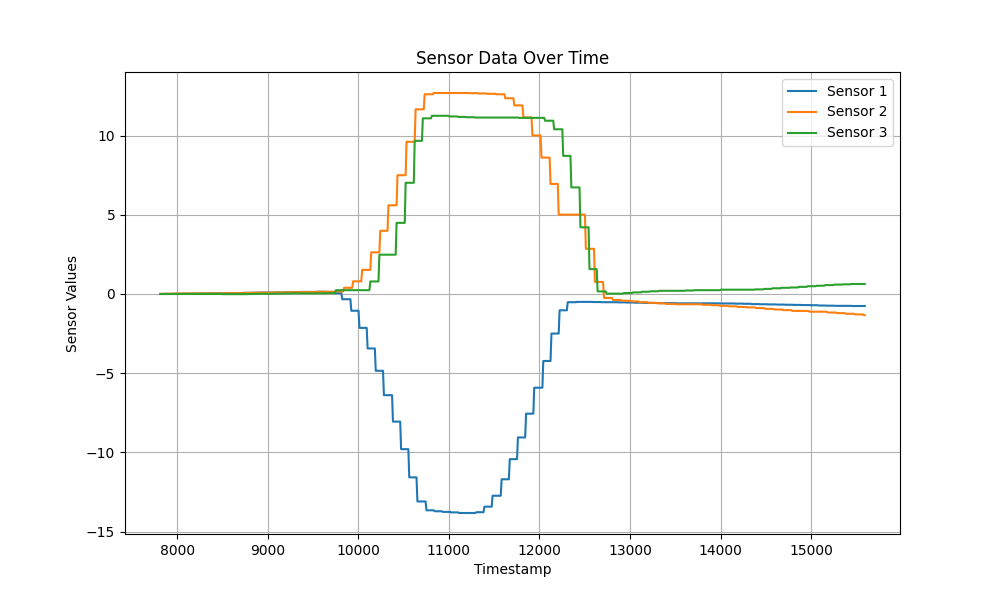 Sensor Data Over Time
Sensor 1
Sensor 2
Sensor 3
Sensor Values
10
5
0
−5
−10
−15
8000 9000 10000 11000 12000 13000 14000 15000
Timestamp